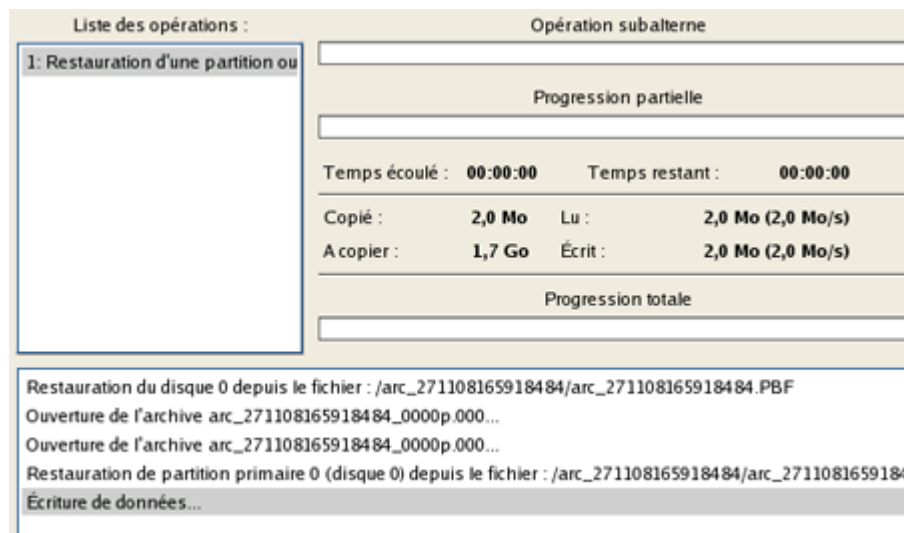 Liste des opérations :
Opération subalterne
1: Restauration d'une partition ou
Progression partielle
Temps écoulé : 00:00:00 Temps restant : 00:00:00
Copié : 2,0 Mo Lu : 2,0 Mo (2,0 Mo/s)
A copier : 1,7 Go Écrit : 2,0 Mo (2,0 Mo/s)
Progression totale
Restauration du disque 0 depuis le fichier : /arc_271108165918484/arc_271108165918484.PBF
Ouverture de l'archive arc_271108165918484_0000p.000...
Ouverture de l'archive arc_271108165918484_0000p.000...
Restauration de partition primaire 0 (disque 0) depuis le fichier : /arc_271108165918484/arc_2711081659184
Écriture de données...